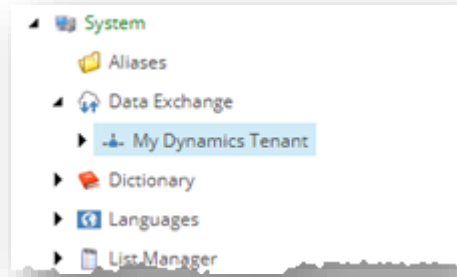 System
Aliases
Data Exchange
My Dynamics Tenant
Dictionary
Languages
List Manager